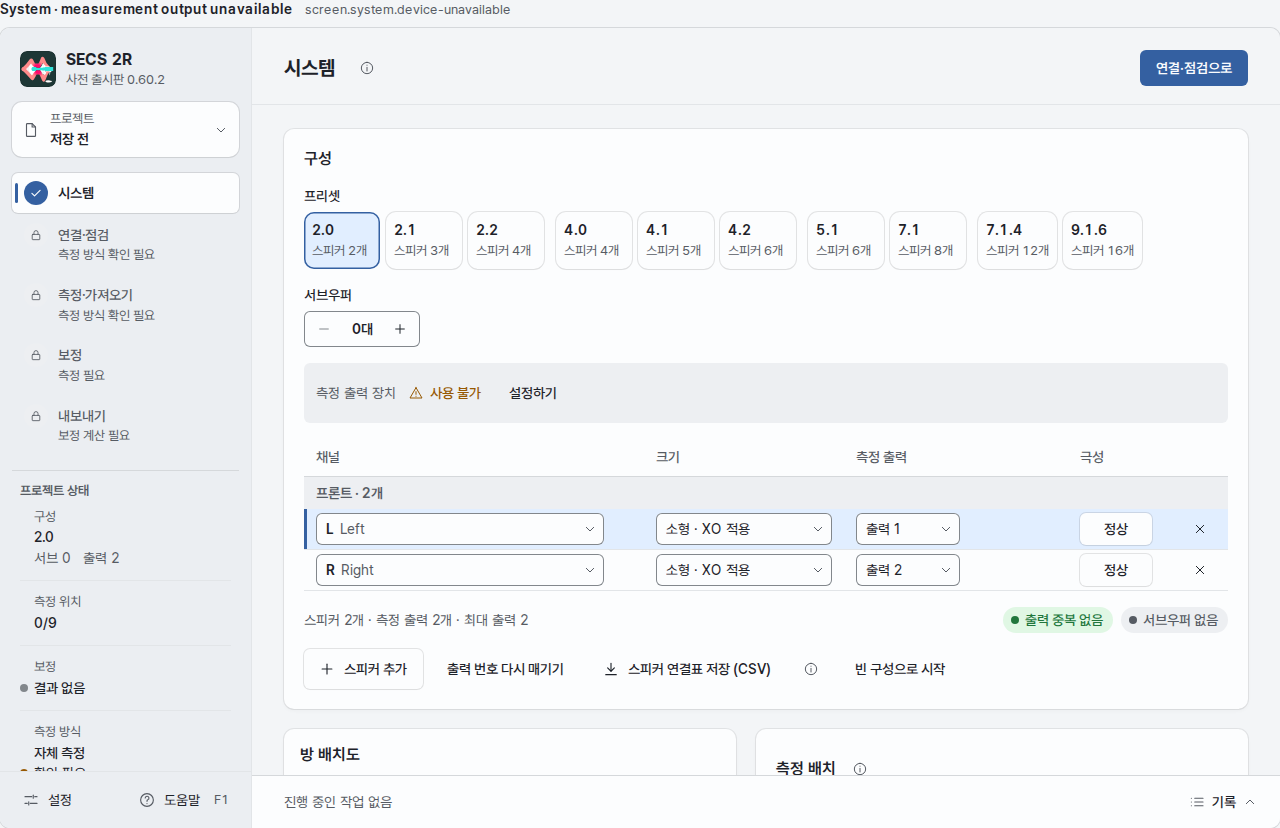 System · measurement output unavailable screen.system.device-unavailable
SECS 2R
사전 출시판 0.60.2
프로젝트
저장 전
시스템
연결·점검
측정 방식 확인 필요
측정·가져오기
측정 방식 확인 필요
보정
측정 필요
내보내기
보정 계산 필요
프로젝트 상태
구성
2.0
서브 0 출력 2
측정 위치
0/9
보정
결과 없음
측정 방식
자체 측정
설정 도움말 F1
시스템
연결·점검으로
구성
프리셋
2.0 2.1 2.2 4.0 4.1 4.2 5.1 7.1 7.1.4 9.1.6
스피커 2개 스피커 3개 스피커 4개 스피커 4개 스피커 5개 스피커 6개 스피커 6개 스피커 8개 스피커 12개 스피커 16개
서브우퍼
0대
측정 출력 장치 사용 불가 설정하기
채널 크기 측정 출력 극성
프론트 · 2개
L Left 소형 · XO 적용 출력 1 정상
R Right 소형 · XO 적용 출력 2 정상
스피커 2개 · 측정 출력 2개 · 최대 출력 2 출력 중복 없음 서브우퍼 없음
스피커 추가 출력 번호 다시 매기기 스피커 연결표 저장 (CSV) 빈 구성으로 시작
방 배치도
측정 배치
진행 중인 작업 없음 기록